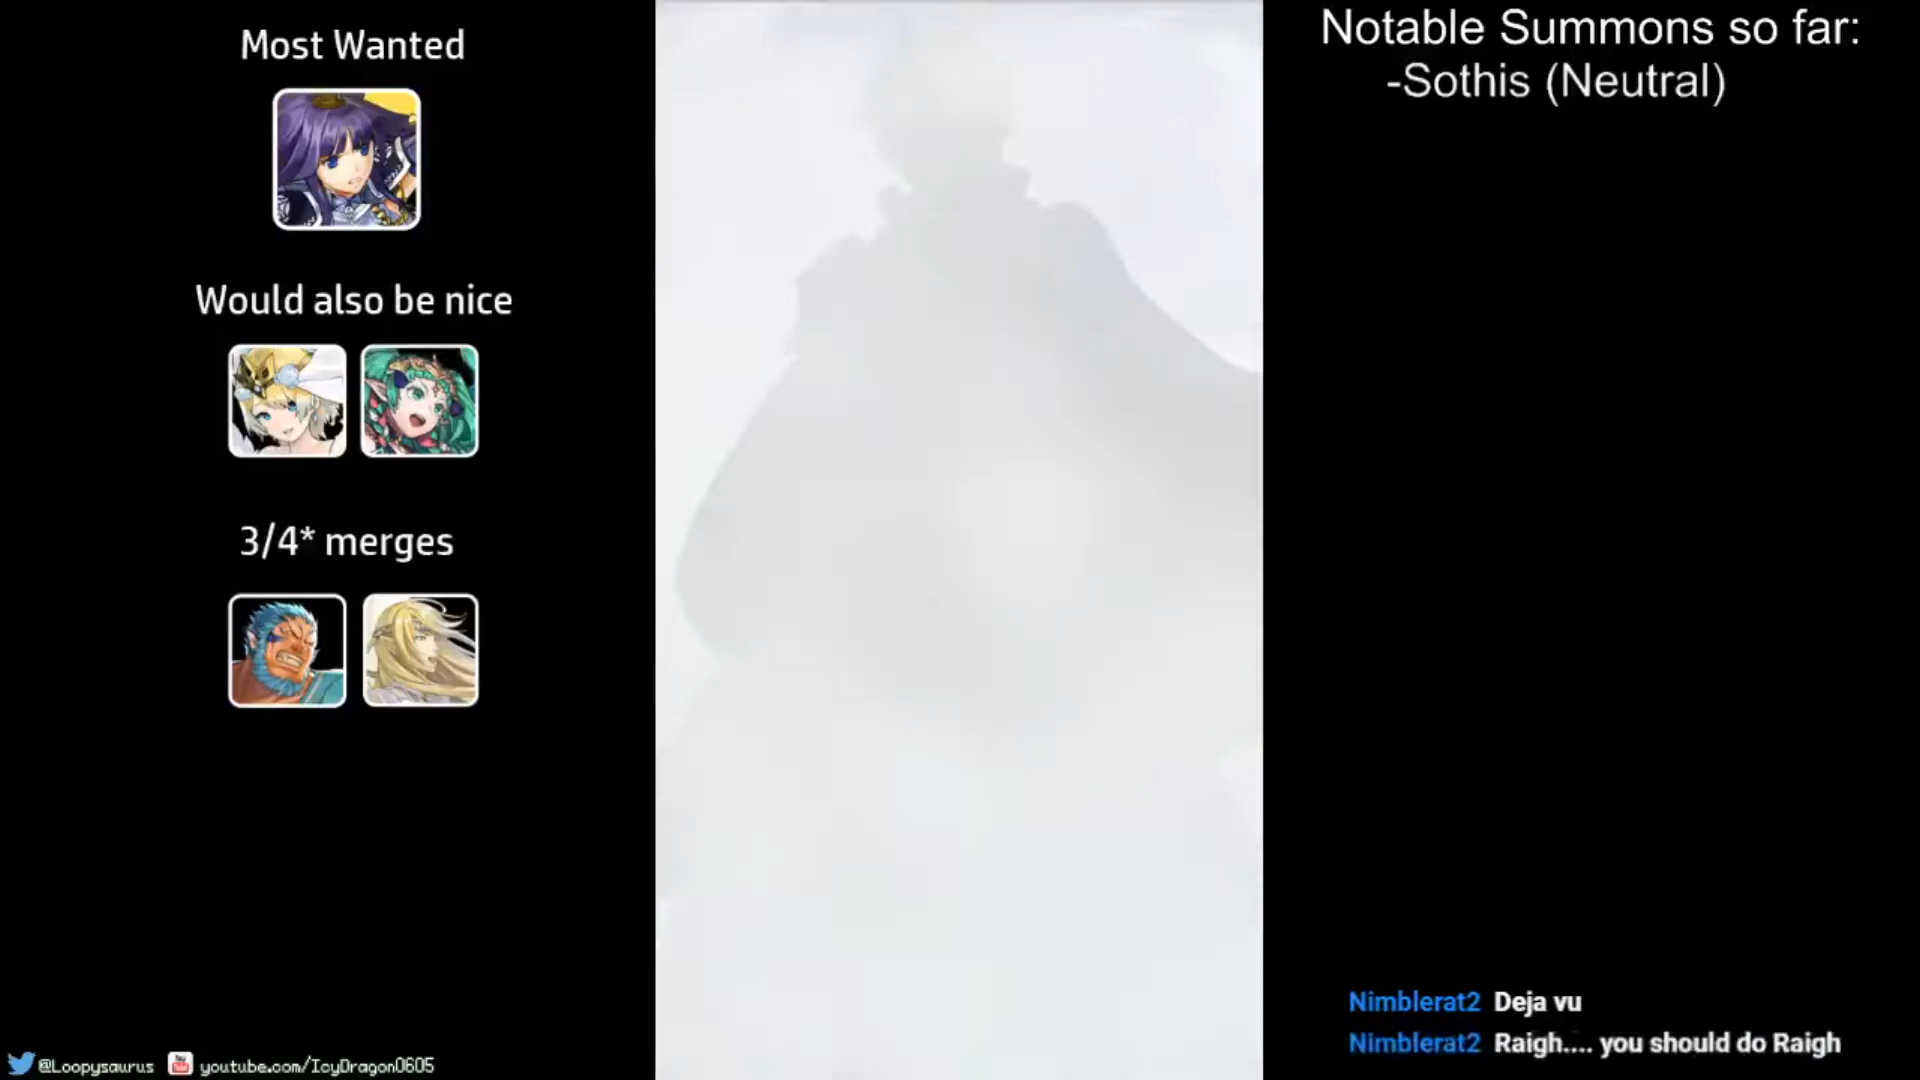 Most Wanted
Would also be nice
3/4* merges
@Loopysaurus youtube.com/IcyDragon0605
Notable Summons so far:
-Sothis (Neutral)
Nimblerat2 Deja vu
Nimblerat2 Raigh.... you should do Raigh